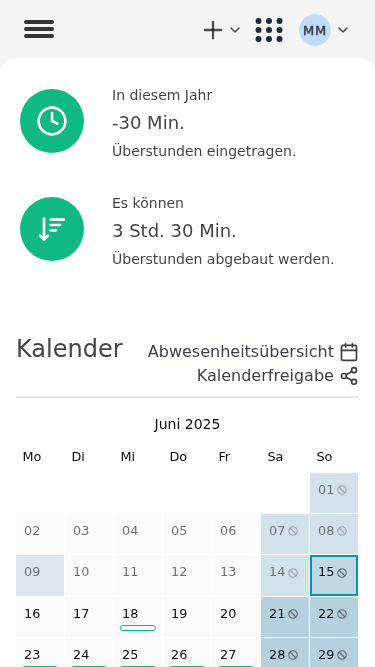 MM
In diesem Jahr
-30 Min.
Überstunden eingetragen.
Es können
3 Std. 30 Min.
Überstunden abgebaut werden.
Kalender
Abwesenheitsübersicht
Kalenderfreigabe
Juni 2025
Mo Di Mi Do Fr Sa So
01
02 03 04 05 06 07 08
09 10 11 12 13 14 15
16 17 18 19 20 21 22
23 24 25 26 27 28 29